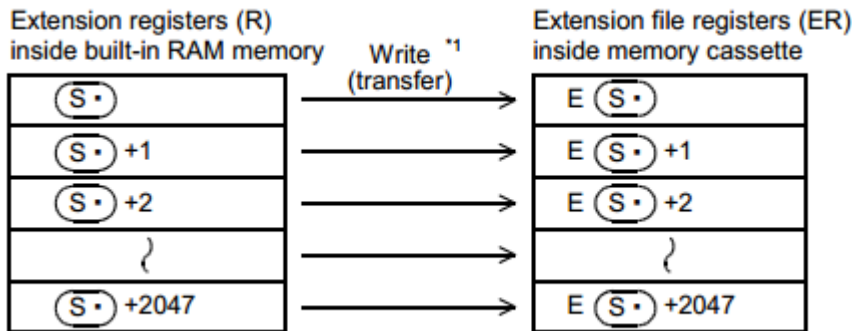 Extension registers (R)
inside built-in RAM memory
Write *1
(transfer)
Extension file registers (ER)
inside memory cassette
S·
E S·
S· +1
E S· +1
S· +2
E S· +2
S· +2047
E S· +2047